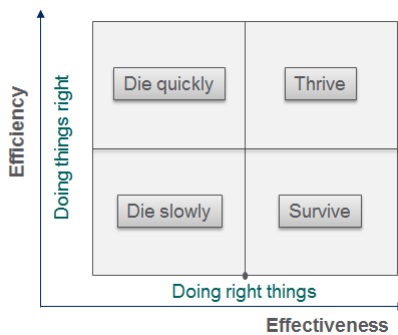 Efficiency
Doing things right
Die quickly
Thrive
Die slowly
Survive
Doing right things
Effectiveness